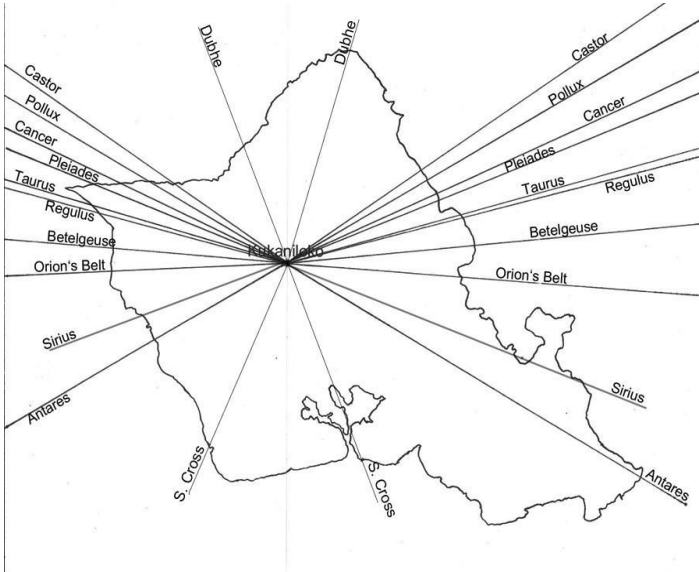 Dubhe
Dubhe
Castor
Pollux
Cancer
Pleiades
Taurus
Regulus
Betelgeuse
Orion's Belt
Sirius
Antares
S. Cross
Kukaniloko
Castor
Pollux
Cancer
Pleiades
Taurus
Regulus
Betelgeuse
Orion's Belt
Sirius
Antares
S. Cross